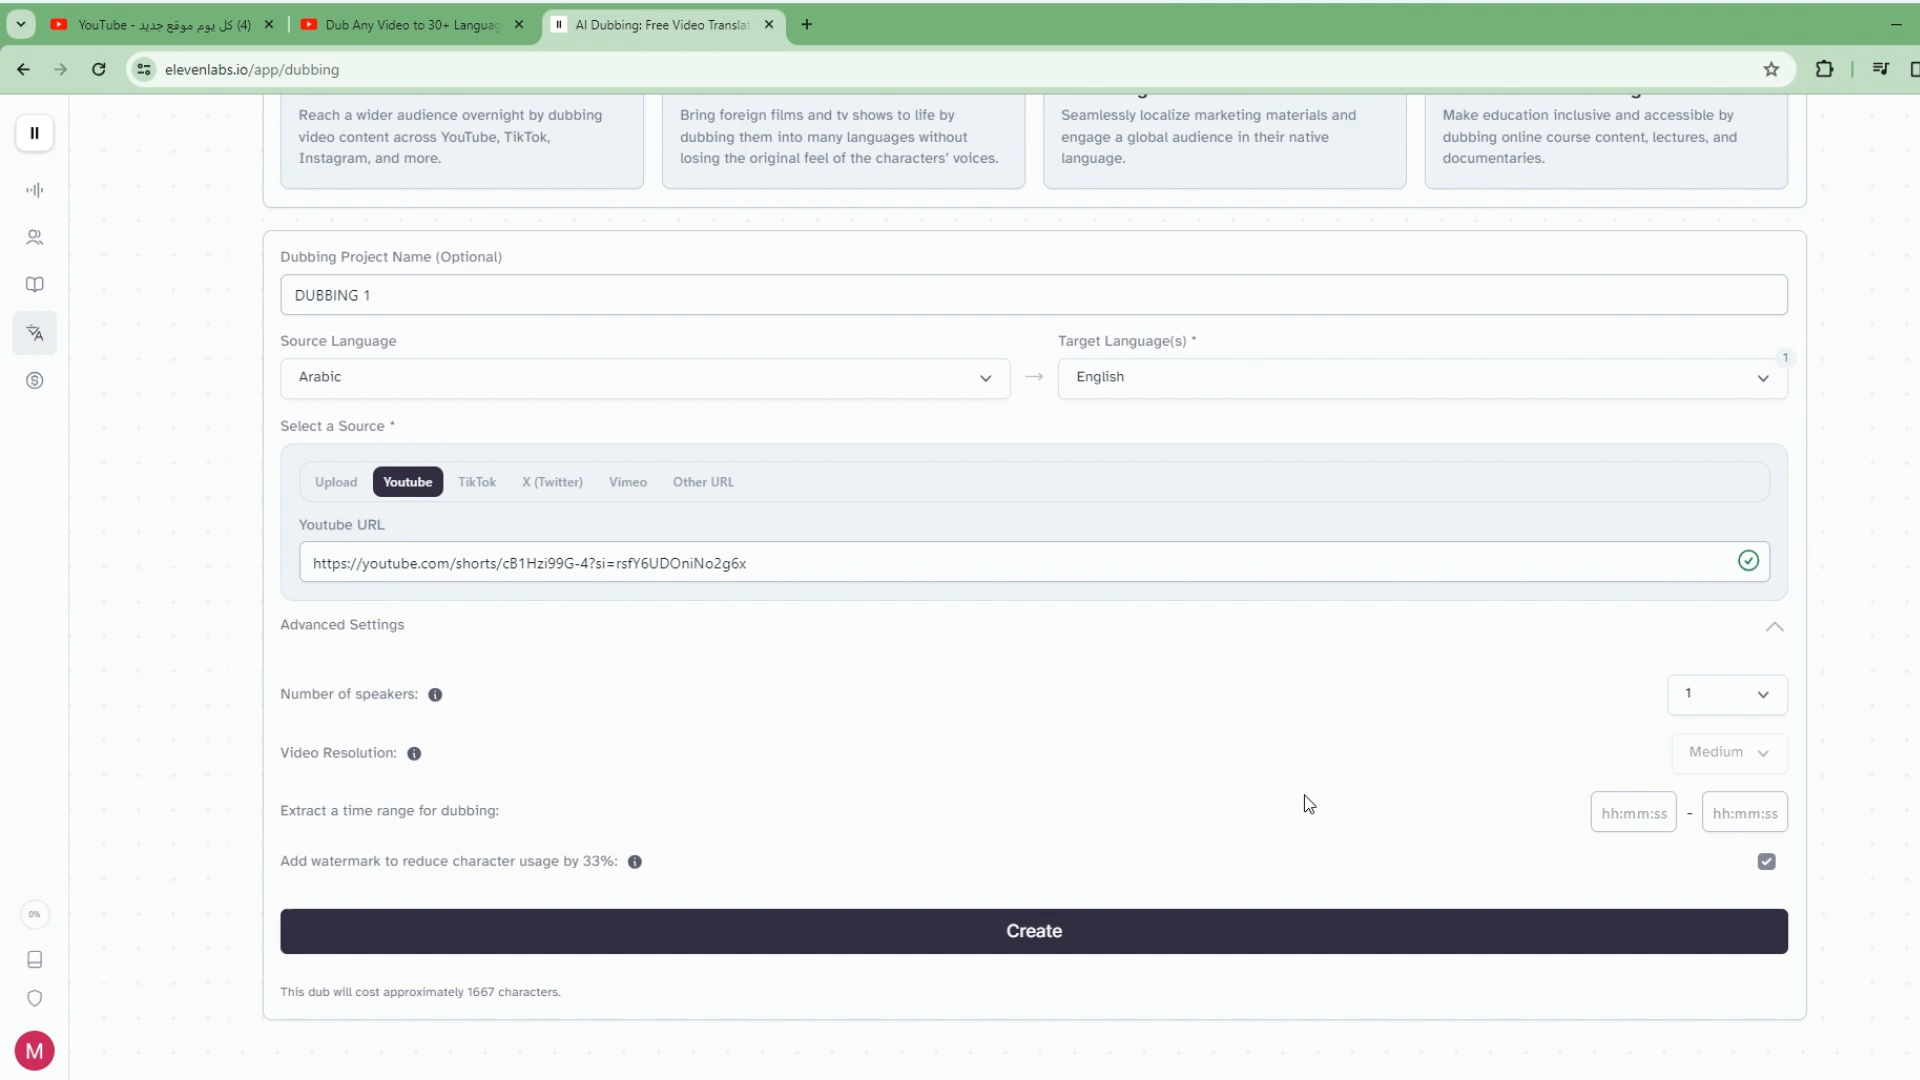 كل يوم موقع جديد - YouTube (4)
Dub Any Video to 30+ Languag
AI Dubbing: Free Video Translat
elevenlabs.io/app/dubbing
Reach a wider audience overnight by dubbing
video content across YouTube, TikTok,
Instagram, and more.
Bring foreign films and tv shows to life by
dubbing them into many languages without
losing the original feel of the characters' voices.
Seamlessly localize marketing materials and
engage a global audience in their native
language.
Make education inclusive and accessible by
dubbing online course content, lectures, and
documentaries.
Dubbing Project Name (Optional)
DUBBING 1
Source Language
Target Language(s) *
1
Arabic
English
Select a Source *
Upload Youtube TikTok X (Twitter) Vimeo Other URL
Youtube URL
https://youtube.com/shorts/cB1Hzi99G-4?si=rsfY6UDOniNo2g6x
Advanced Settings
Number of speakers:
1
Video Resolution:
Medium
Extract a time range for dubbing:
hh:mm:ss - hh:mm:ss
Add watermark to reduce character usage by 33%:
0%
Create
This dub will cost approximately 1667 characters.
M